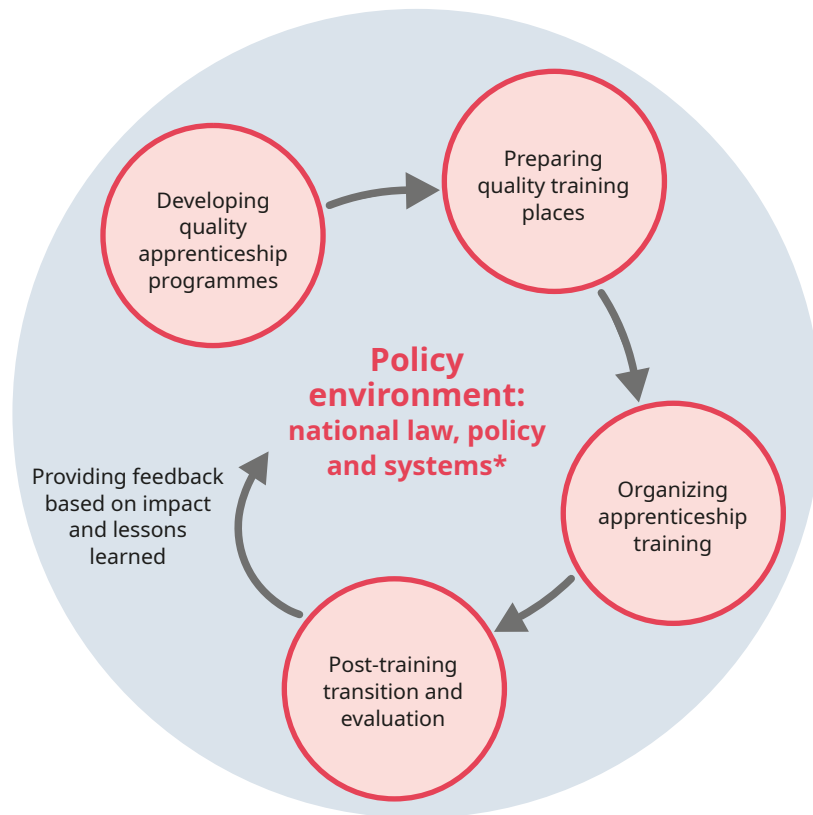 Developing
quality
apprenticeship
programmes
Preparing
quality training
places
Organizing
apprenticeship
training
Post-training
transition and
evaluation
Providing feedback
based on impact
and lessons
learned
Policy
environment:
national law, policy
and systems*